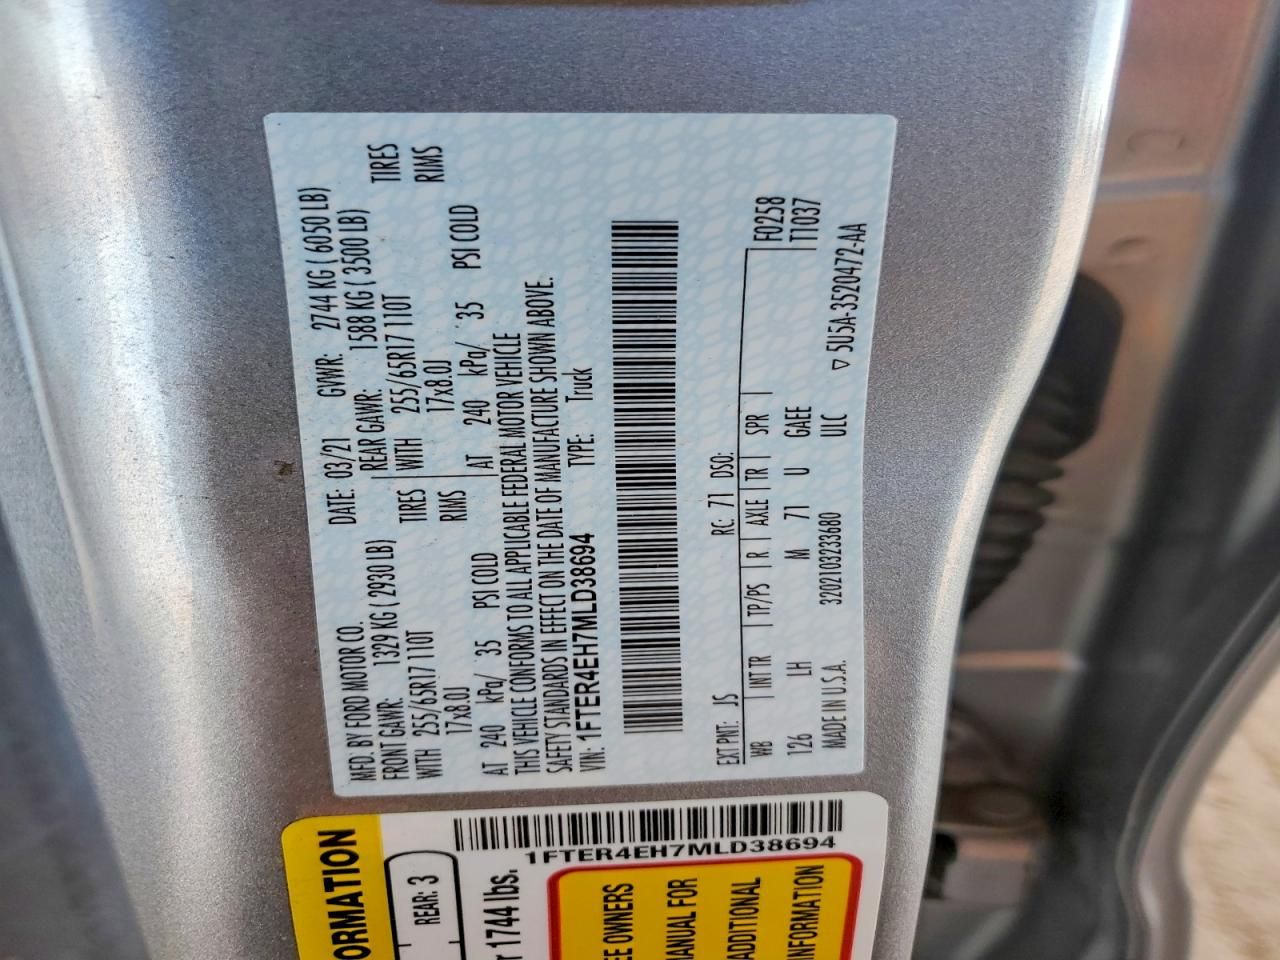 MFD. BY FORD MOTOR CO.
DATE: 03/21 GVWR: 2744 KG ( 6050 LB)
FRONT GAWR: 1329 KG ( 2930 LB) REAR GAWR: 1588 KG ( 3500 LB)
WITH 255/65R17 110T TIRES WITH 255/65R17 110T TIRES
17x8.0J RIMS 17x8.0J RIMS
AT 240 kPa/ 35 PSI COLD AT 240 kPa/ 35 PSI COLD
THIS VEHICLE CONFORMS TO ALL APPLICABLE FEDERAL MOTOR VEHICLE
SAFETY STANDARDS IN EFFECT ON THE DATE OF MANUFACTURE SHOWN ABOVE.
VIN: 1FTER4EH7MLD38694 TYPE: Truck
EXT PNT: JS RC: 71 DSO: F0258
WB INT TR TP/PS R AXLE TR SPR T1037
126 LH M 71 U GAEE
MADE IN U.S.A. 3202103233680 ULC ▽ 5U5A-3520472-AA
ORMATION
REAR: 3
r 1744 lbs.
1FTER4EH7MLD38694
EE OWNERS
MANUAL FOR
ADDITIONAL
INFORMATION